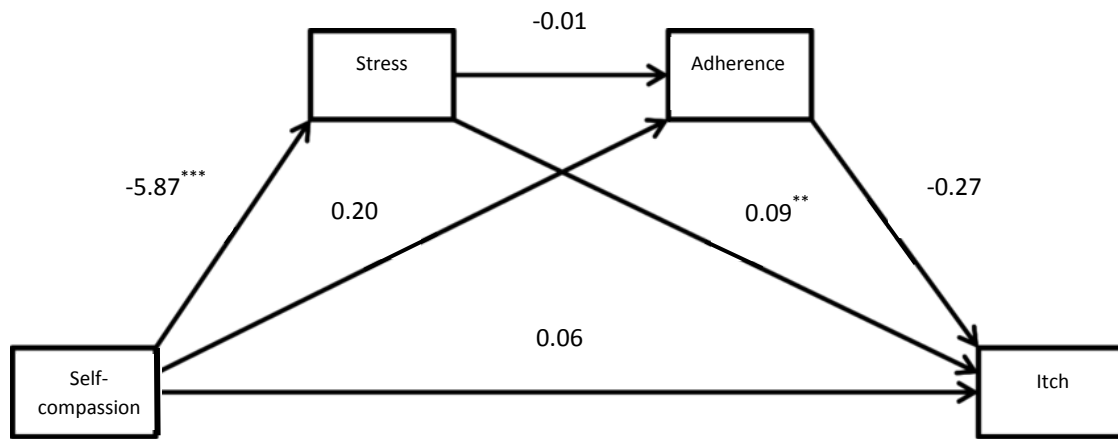 -0.01
Stress
Adherence
-5.87***
0.20
0.09**
-0.27
0.06
Self-
compassion
Itch